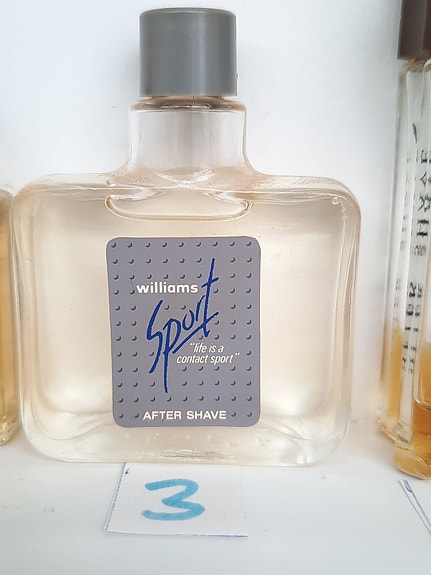 williams
Sport
"life is a
contact sport"
AFTER SHAVE
3